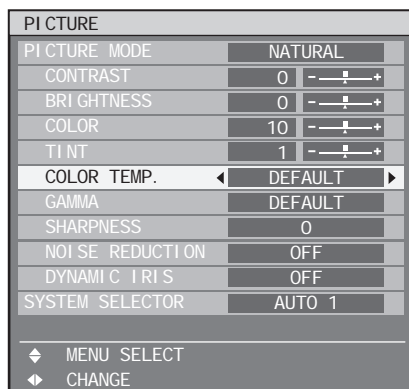 PICTURE
PICTURE MODE NATURAL
CONTRAST 0 - +
BRIGHTNESS 0 - +
COLOR 10 - +
TINT 1 - +
COLOR TEMP. DEFAULT
GAMMA DEFAULT
SHARPNESS 0
NOISE REDUCTION OFF
DYNAMIC IRIS OFF
SYSTEM SELECTOR AUTO 1
MENU SELECT
CHANGE